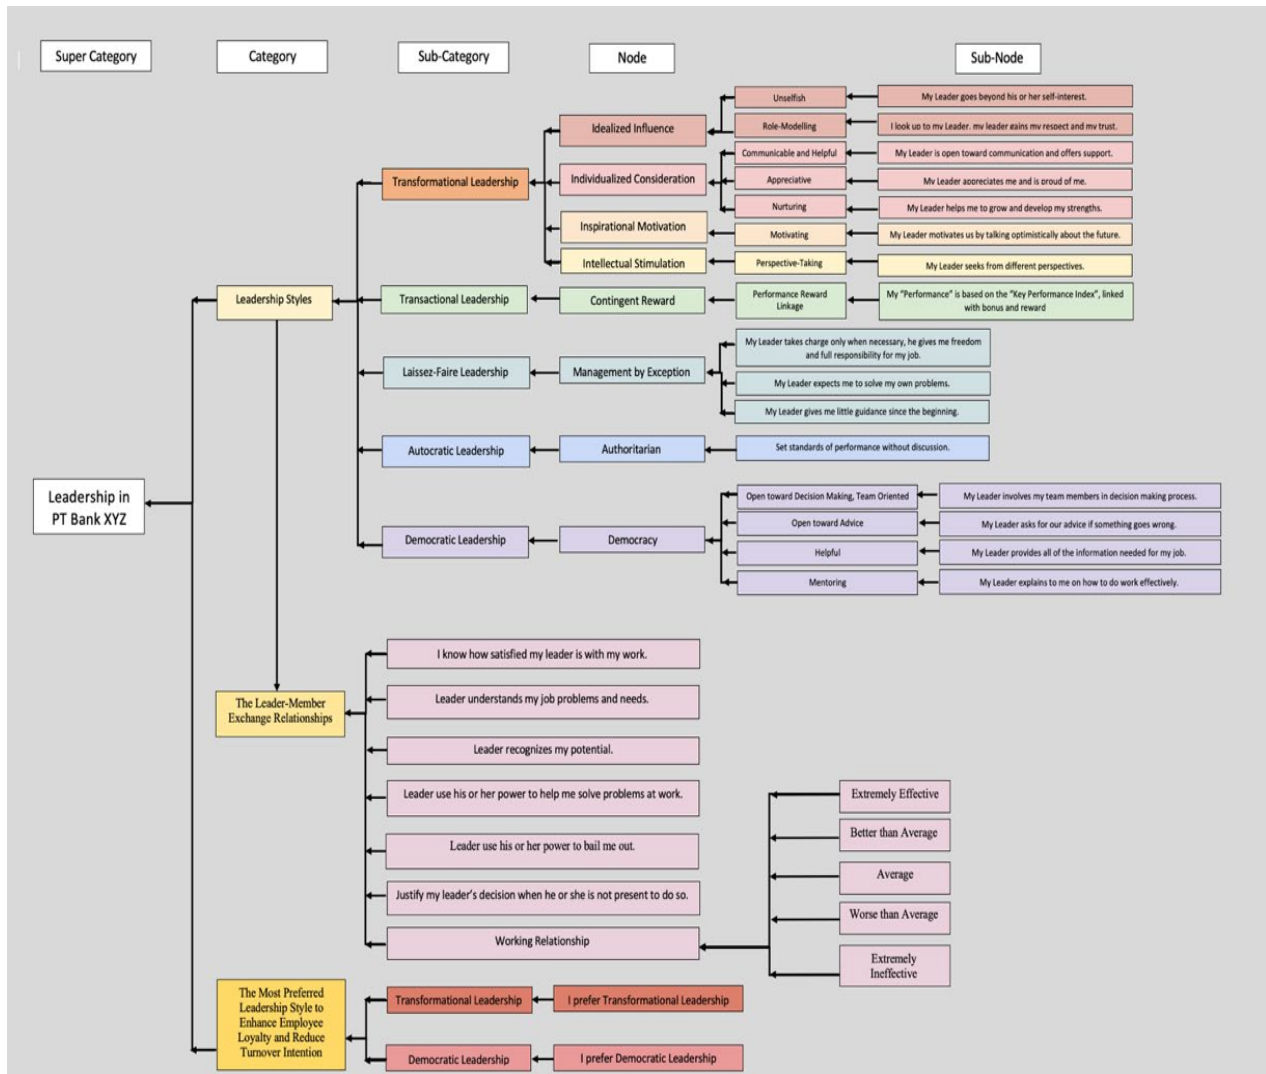 Super Category
Category
Sub-Category
Node
Sub-Node
Unselfish
My Leader goes beyond his or her self-interest.
Idealized Influence
Role-Modelling
I look up to my Leader, my leader gains my respect and my trust.
Communicable and Helpful
My Leader is open toward communication and offers support.
Transformational Leadership
Individualized Consideration
Appreciative
My Leader appreciates me and is proud of me.
Nurturing
My Leader helps me to grow and develop my strengths.
Inspirational Motivation
Motivating
My Leader motivates us by talking optimistically about the future.
Intellectual Stimulation
Perspective-Taking
My Leader seeks from different perspectives.
Leadership Styles
Transactional Leadership
Contingent Reward
Performance Reward
Linkage
My "Performance" is based on the "Key Performance Index", linked
with bonus and reward
My Leader takes charge only when necessary, he gives me freedom
and full responsibility for my job.
Laissez-Faire Leadership
Management by Exception
My Leader expects me to solve my own problems.
My Leader gives me little guidance since the beginning.
Autocratic Leadership
Authoritarian
Set standards of performance without discussion.
Leadership in
PT Bank XYZ
Open toward Decision Making, Team Oriented
My Leader involves my team members in decision making process.
Open toward Advice
My Leader asks for our advice if something goes wrong.
Democratic Leadership
Democracy
Helpful
My Leader provides all of the information needed for my job.
Mentoring
My Leader explains to me on how to do work effectively.
I know how satisfied my leader is with my work.
The Leader-Member
Exchange Relationships
Leader understands my job problems and needs.
Leader recognizes my potential.
Leader use his or her power to help me solve problems at work.
Leader use his or her power to bail me out.
Justify my leader's decision when he or she is not present to do so.
Working Relationship
Extremely Effective
Better than Average
Average
Worse than Average
Extremely
Ineffective
The Most Preferred
Leadership Style to
Enhance Employee
Loyalty and Reduce
Turnover Intention
Transformational Leadership
I prefer Transformational Leadership
Democratic Leadership
I prefer Democratic Leadership